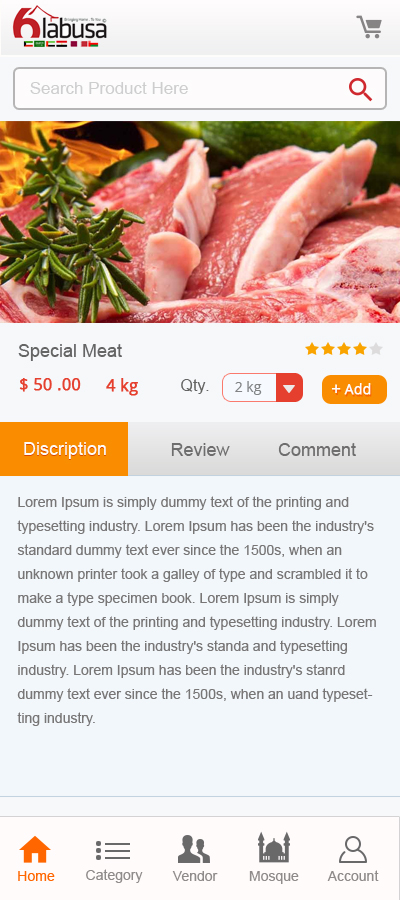 6labusa
Search Product Here
Special Meat
$ 50 .00 4 kg Qty. 2 kg + Add
Discription Review Comment
Lorem Ipsum is simply dummy text of the printing and
typesetting industry. Lorem Ipsum has been the industry's
standard dummy text ever since the 1500s, when an
unknown printer took a galley of type and scrambled it to
make a type specimen book. Lorem Ipsum is simply
dummy text of the printing and typesetting industry. Lorem
Ipsum has been the industry's standa and typesetting
industry. Lorem Ipsum has been the industry's stanrd
dummy text ever since the 1500s, when an uand typeset-
ting industry.
Home Category Vendor Mosque Account